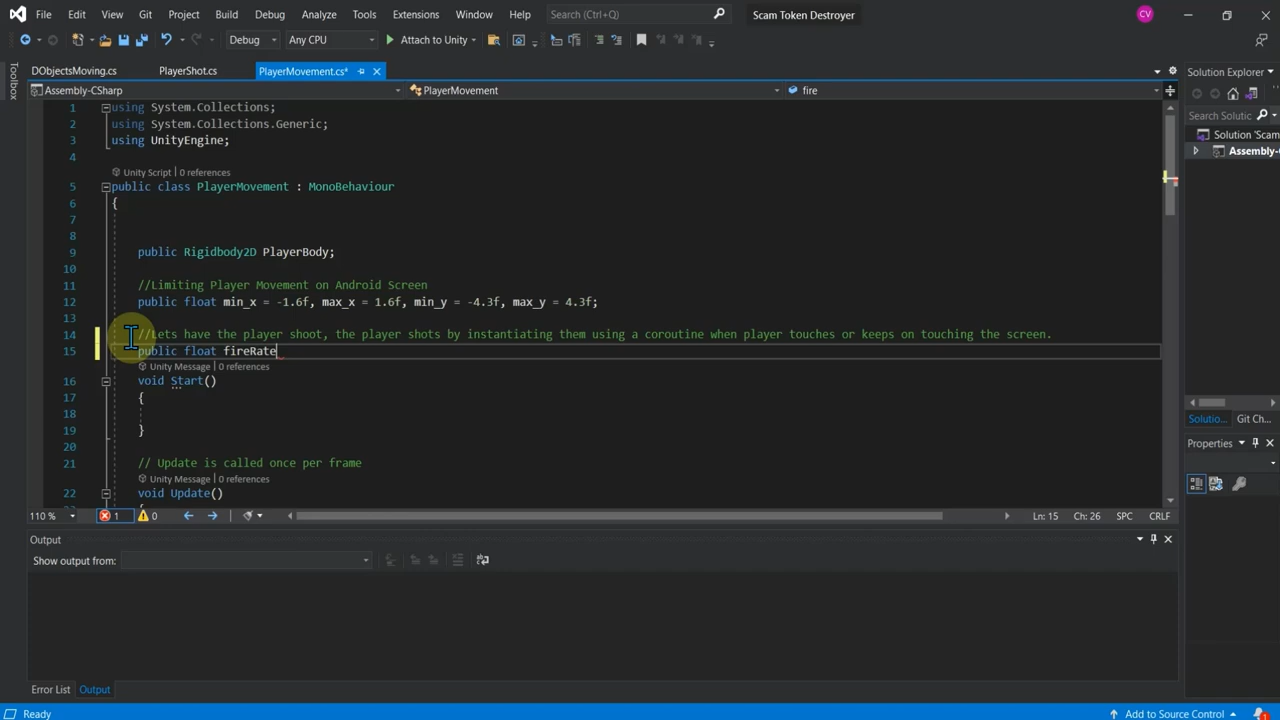 File Edit View Git Project Build Debug Analyze Tools Extensions Window Help Search (Ctrl+Q) Scam Token Destroyer CV
Debug Any CPU Attach to Unity
Toolbox
DObjectsMoving.cs PlayerShot.cs PlayerMovement.cs*
Assembly-CSharp PlayerMovement fire
1 using System.Collections;
2 using System.Collections.Generic;
3 using UnityEngine;
4
Unity Script | 0 references
5 public class PlayerMovement : MonoBehaviour
6 {
7
8
9 public Rigidbody2D PlayerBody;
10
11 //Limiting Player Movement on Android Screen
12 public float min_x = -1.6f, max_x = 1.6f, min_y = -4.3f, max_y = 4.3f;
13
14 //Lets have the player shoot, the player shots by instantiating them using a coroutine when player touches or keeps on touching the screen.
15 public float fireRate
Unity Message | 0 references
16 void Start()
17 {
18
19 }
20
21 // Update is called once per frame
Unity Message | 0 references
22 void Update()
110 % 1 0 Ln: 15 Ch: 26 SPC CRLF
Output
Show output from:
Error List Output
Solution Explorer
Search Solutic
Solution 'Scam
Assembly-
Solutio... Git Ch...
Properties
Ready Add to Source Control 1